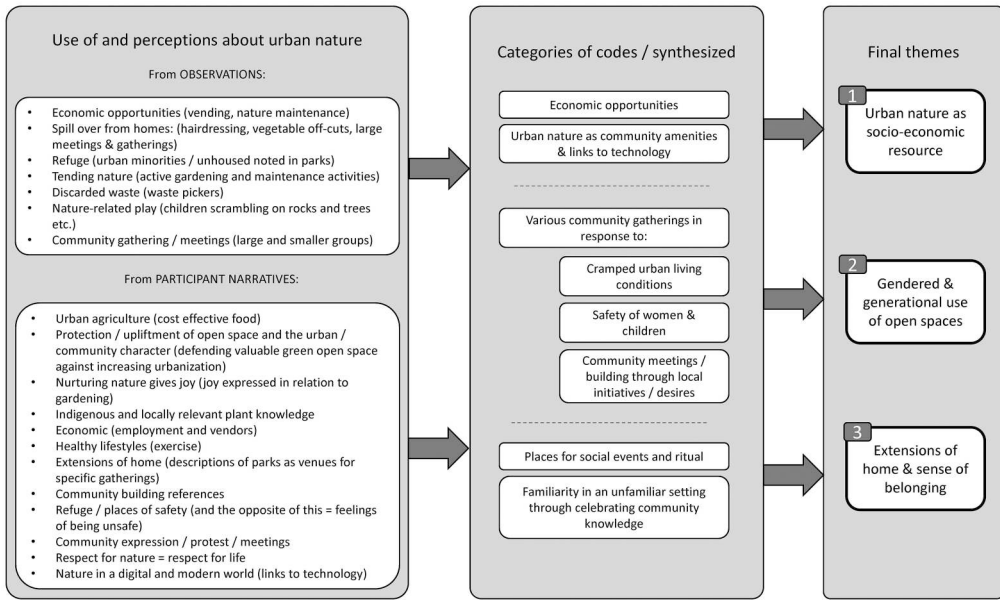 Use of and perceptions about urban nature
From OBSERVATIONS:
• Economic opportunities (vending, nature maintenance)
• Spill over from homes: (hairdressing, vegetable off-cuts, large
meetings & gatherings)
• Refuge (urban minorities / unhoused noted in parks)
• Tending nature (active gardening and maintenance activities)
• Discarded waste (waste pickers)
• Nature-related play (children scrambling on rocks and trees
etc.)
• Community gathering / meetings (large and smaller groups)
From PARTICIPANT NARRATIVES:
• Urban agriculture (cost effective food)
• Protection / upliftment of open space and the urban /
community character (defending valuable green open space
against increasing urbanization)
• Nurturing nature gives joy (joy expressed in relation to
gardening)
• Indigenous and locally relevant plant knowledge
• Economic (employment and vendors)
• Healthy lifestyles (exercise)
• Extensions of home (descriptions of parks as venues for
specific gatherings)
• Community building references
• Refuge / places of safety (and the opposite of this = feelings
of being unsafe)
• Community expression / protest / meetings
• Respect for nature = respect for life
• Nature in a digital and modern world (links to technology)
Categories of codes / synthesized
Economic opportunities
Urban nature as community amenities
& links to technology
Various community gatherings in
response to:
Cramped urban living
conditions
Safety of women &
children
Community meetings /
building through local
initiatives / desires
Places for social events and ritual
Familiarity in an unfamiliar setting
through celebrating community
knowledge
Final themes
1
Urban nature as
socio-economic
resource
2
Gendered &
generational use
of open spaces
3
Extensions of
home & sense of
belonging